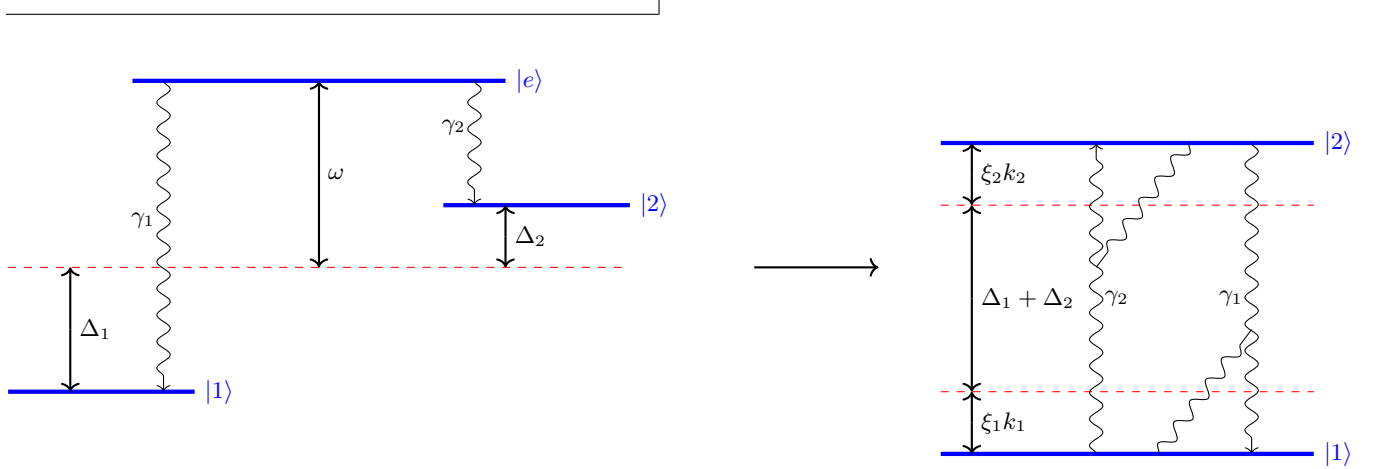 |e⟩
γ₂
ω
|2⟩
γ₁
Δ₂
Δ₁
|1⟩
|2⟩
ξ₂k₂
Δ₁ + Δ₂
γ₂
γ₁
ξ₁k₁
|1⟩